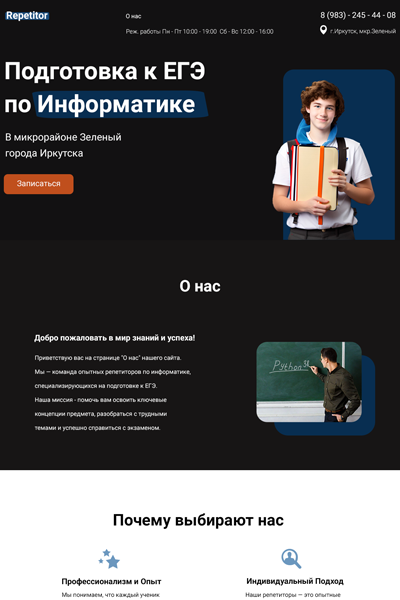 Repetitor
О нас
8 (983) - 245 - 44 - 08
Реж. работы Пн - Пт 10:00 - 19:00 Сб - Вс 12:00 - 16:00
г.Иркутск, мкр.Зеленый
Подготовка к ЕГЭ
по Информатике
В микрорайоне Зеленый
города Иркутска
Записаться
О нас
Добро пожаловать в мир знаний и успеха!
Приветствую вас на странице "О нас" нашего сайта.
Мы — команда опытных репетиторов по информатике,
специализирующихся на подготовке к ЕГЭ.
Наша миссия - помочь вам освоить ключевые
концепции предмета, разобраться с трудными
темами и успешно справиться с экзаменом.
Почему выбирают нас
Профессионализм и Опыт
Индивидуальный Подход
Мы понимаем, что каждый ученик
Наши репетиторы — это опытные